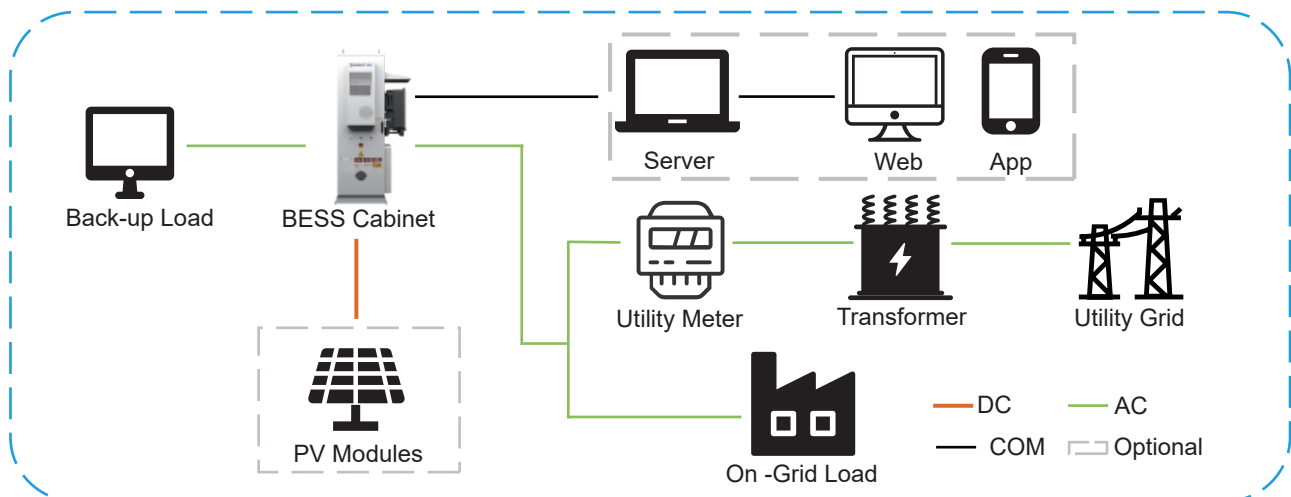 Server
Web
App
Back-up Load
BESS Cabinet
Utility Meter
Transformer
Utility Grid
PV Modules
On -Grid Load
DC
AC
COM
Optional